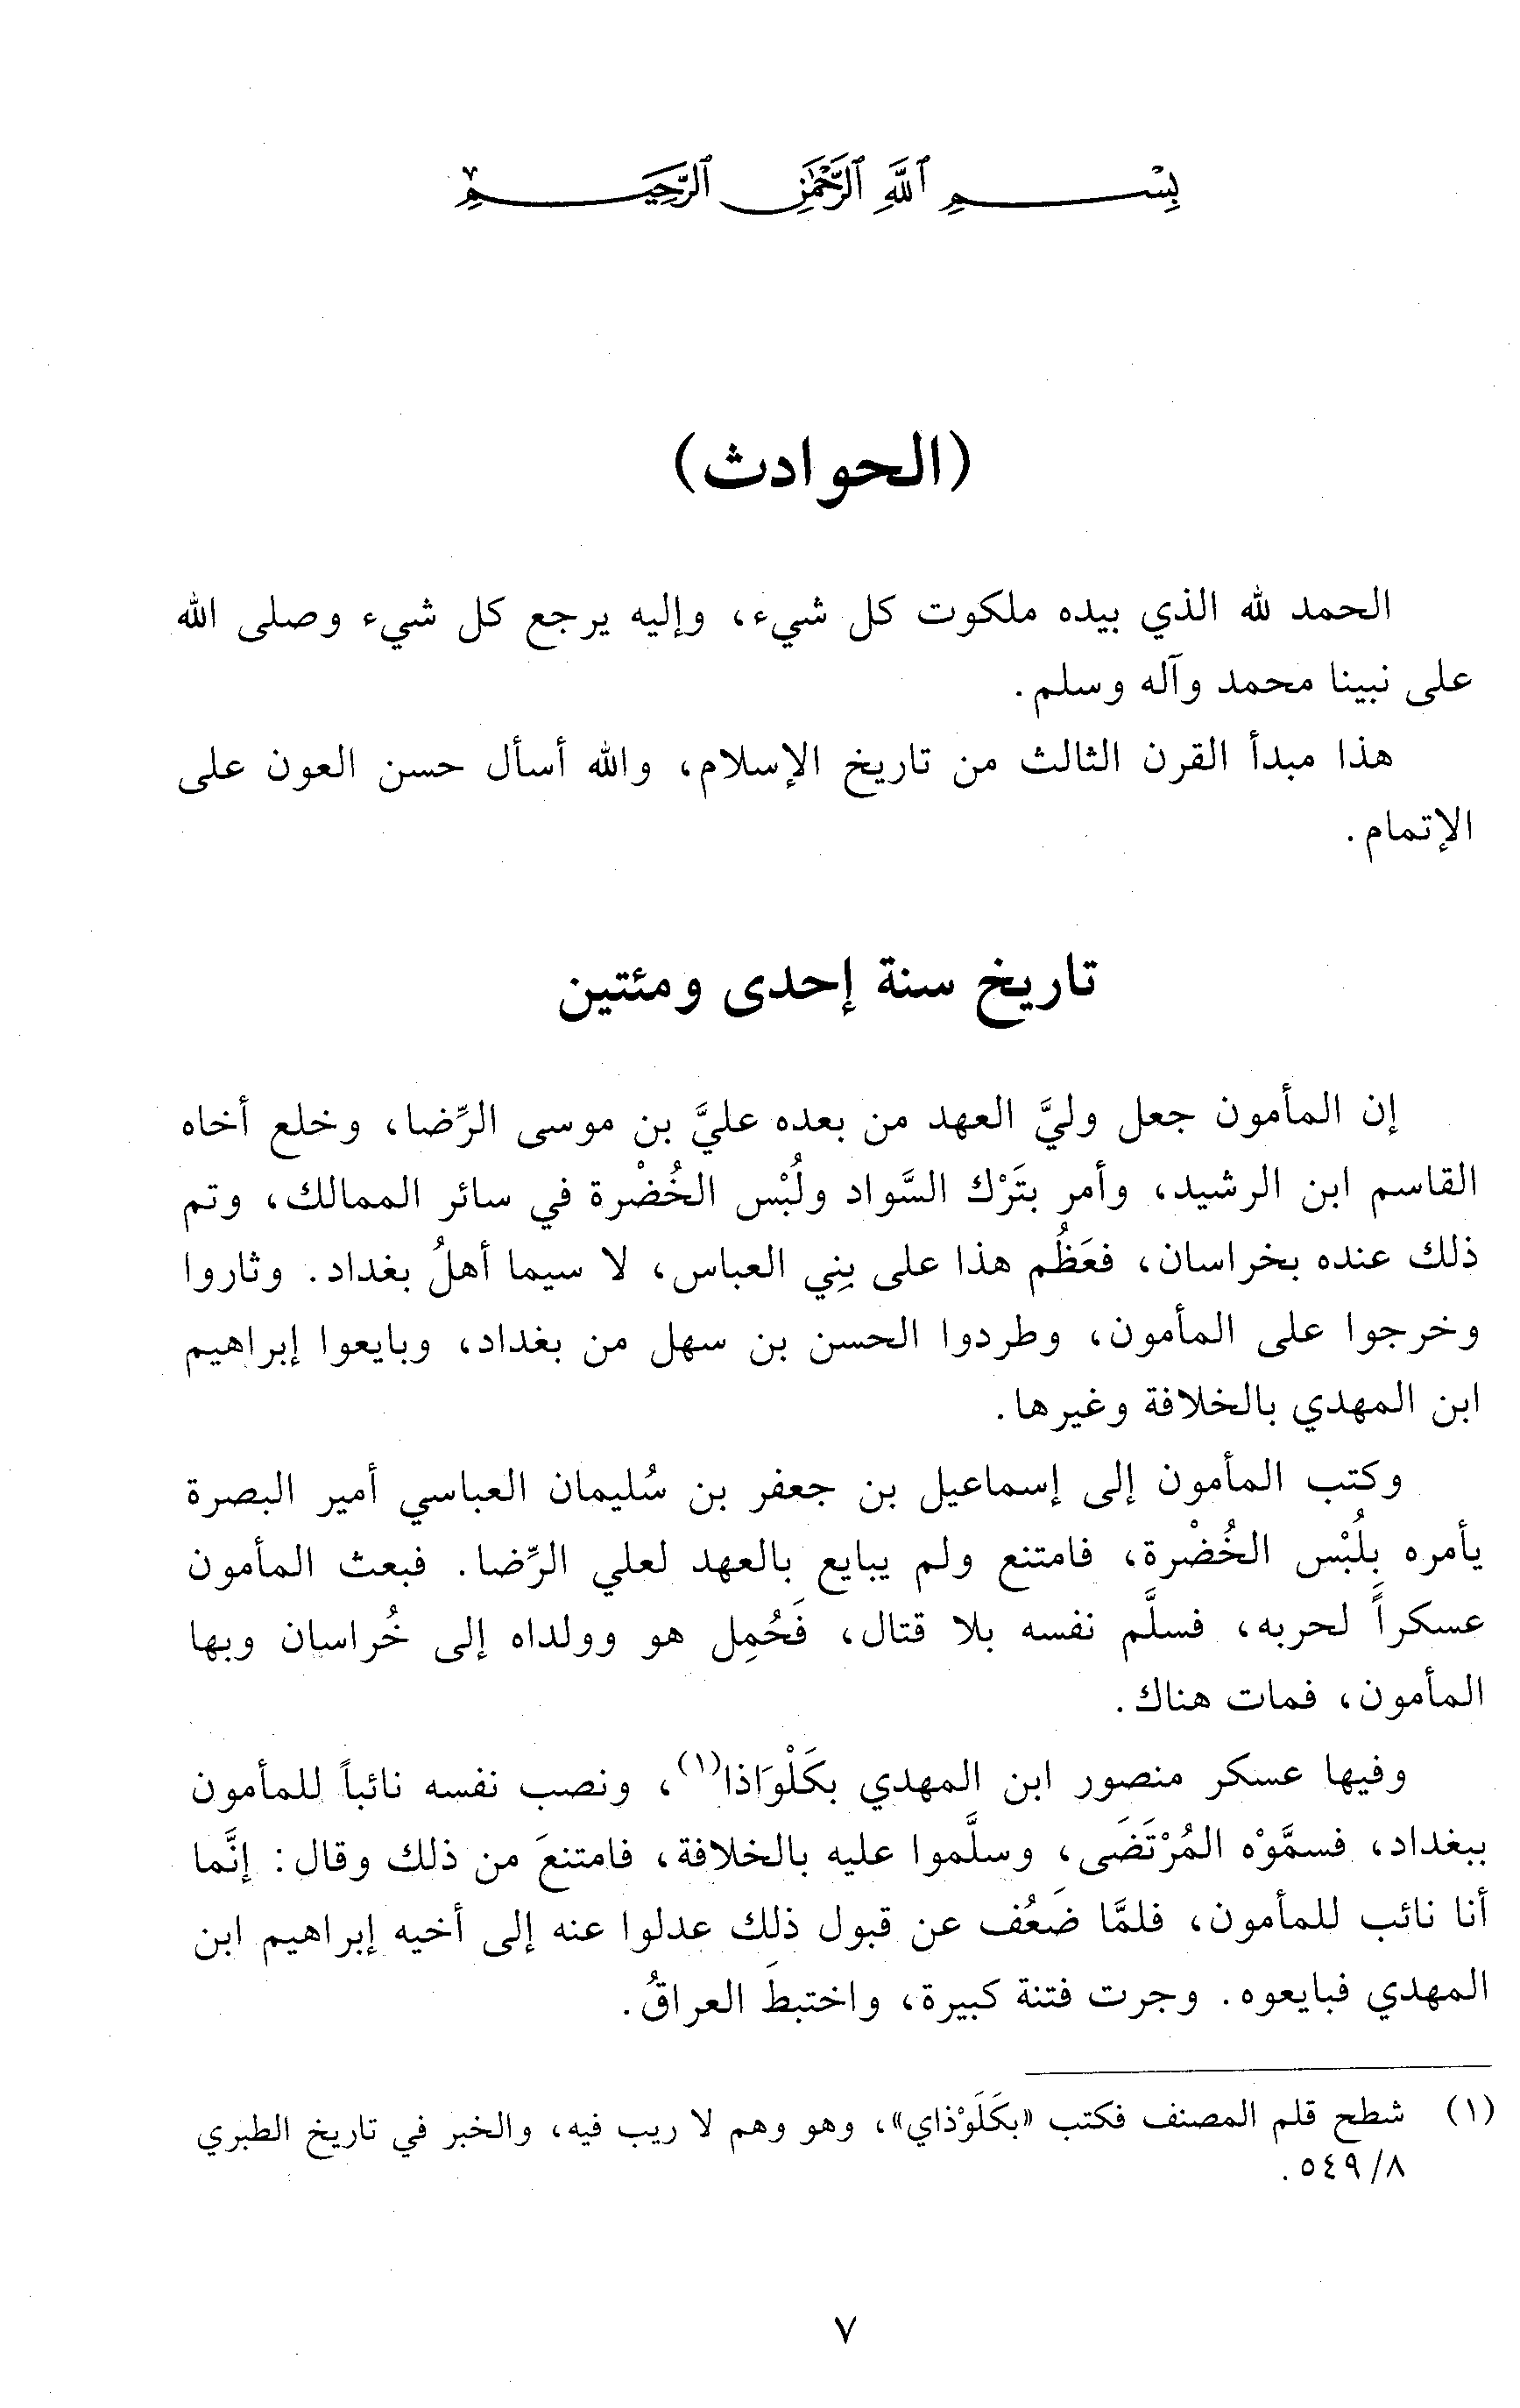 بِسْمِ ٱللَّهِ ٱلرَّحْمَٰنِ ٱلرَّحِيمِ
(الحوادث)
الحمد لله الذي بيده ملكوت كل شيء، وإليه يرجع كل شيء وصلى الله
على نبينا محمد وآله وسلم.
هذا مبدأ القرن الثالث من تاريخ الإسلام، والله أسأل حسن العون على
الإتمام.
تاريخ سنة إحدى ومئتين
إن المأمون جعل وليَّ العهد من بعده عليَّ بن موسى الرِّضا، وخلع أخاه
القاسم ابن الرشيد، وأمر بتَرْك السَّواد ولُبْس الخُضْرة في سائر الممالك، وتم
ذلك عنده بخراسان، فعَظُم هذا على بني العباس، لا سيما أهلُ بغداد. وثاروا
وخرجوا على المأمون، وطردوا الحسن بن سهل من بغداد، وبايعوا إبراهيم
ابن المهدي بالخلافة وغيرها.
وكتب المأمون إلى إسماعيل بن جعفر بن سُليمان العباسي أمير البصرة
يأمره بلُبْس الخُضْرة، فامتنع ولم يبايع بالعهد لعلي الرِّضا. فبعث المأمون
عسكراً لحربه، فسلَّم نفسه بلا قتال، فَحُمِل هو وولداه إلى خُراسان وبها
المأمون، فمات هناك.
وفيها عسكر منصور ابن المهدي بكَلْوَاذا(١)، ونصب نفسه نائباً للمأمون
ببغداد، فسمَّوْه المُرْتَضَى، وسلَّموا عليه بالخلافة، فامتنعَ من ذلك وقال: إنَّما
أنا نائب للمأمون، فلمَّا ضَعُف عن قبول ذلك عدلوا عنه إلى أخيه إبراهيم ابن
المهدي فبايعوه. وجرت فتنة كبيرة، واختبطَ العراقُ.
(١) شطح قلم المصنف فكتب «بكَلَوْذاي»، وهو وهم لا ريب فيه، والخبر في تاريخ الطبري
٨/ ٥٤٩.
٧